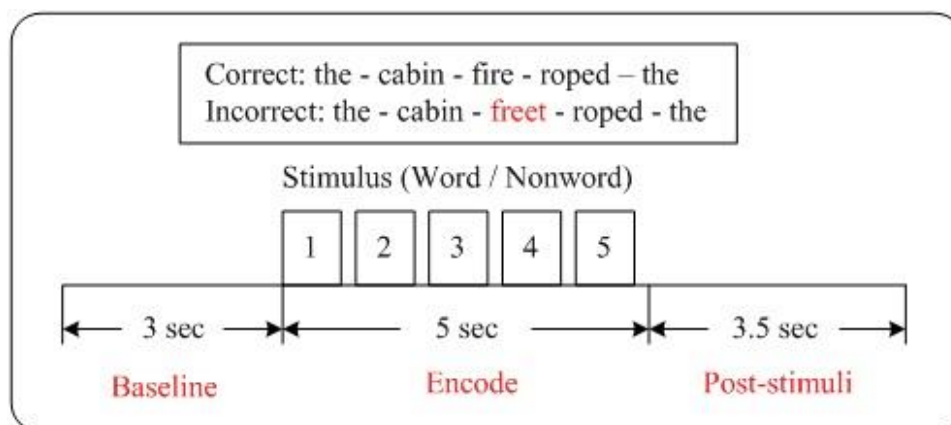 Correct: the - cabin - fire - roped – the
Incorrect: the - cabin - freet - roped - the
Stimulus (Word / Nonword)
1 2 3 4 5
3 sec 5 sec 3.5 sec
Baseline Encode Post-stimuli